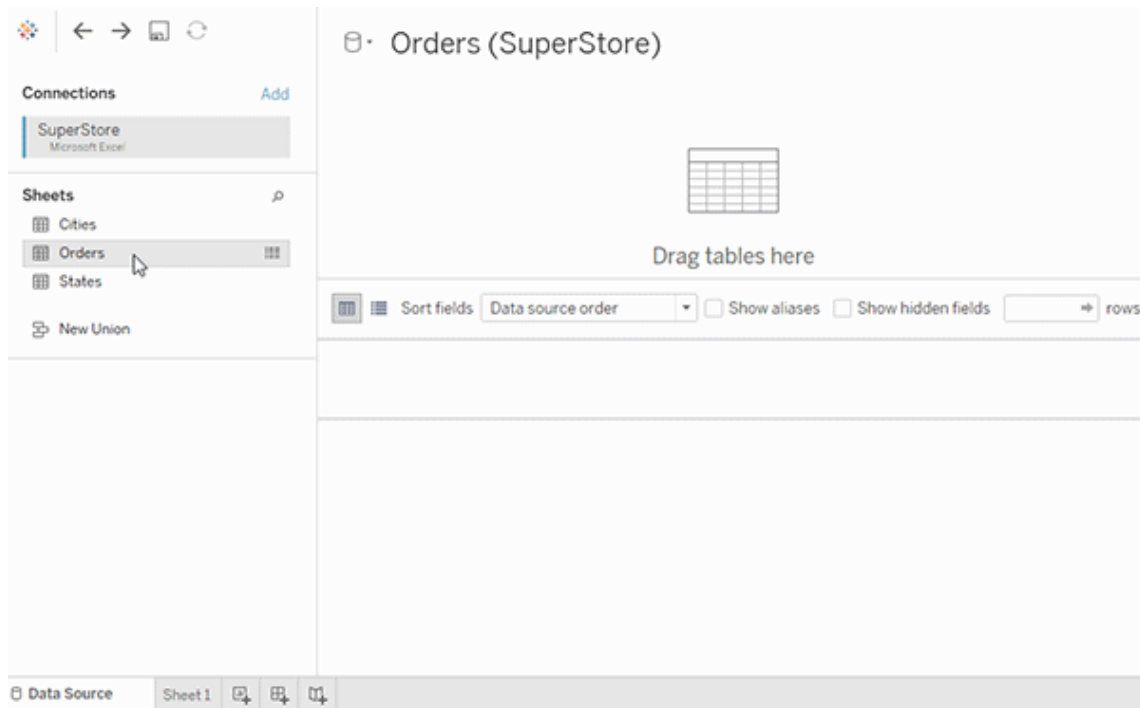 Orders (SuperStore)
Connections
Add
SuperStore
Microsoft Excel
Sheets
Cities
Orders
States
New Union
Drag tables here
Sort fields
Data source order
Show aliases
Show hidden fields
rows
Data Source
Sheet 1